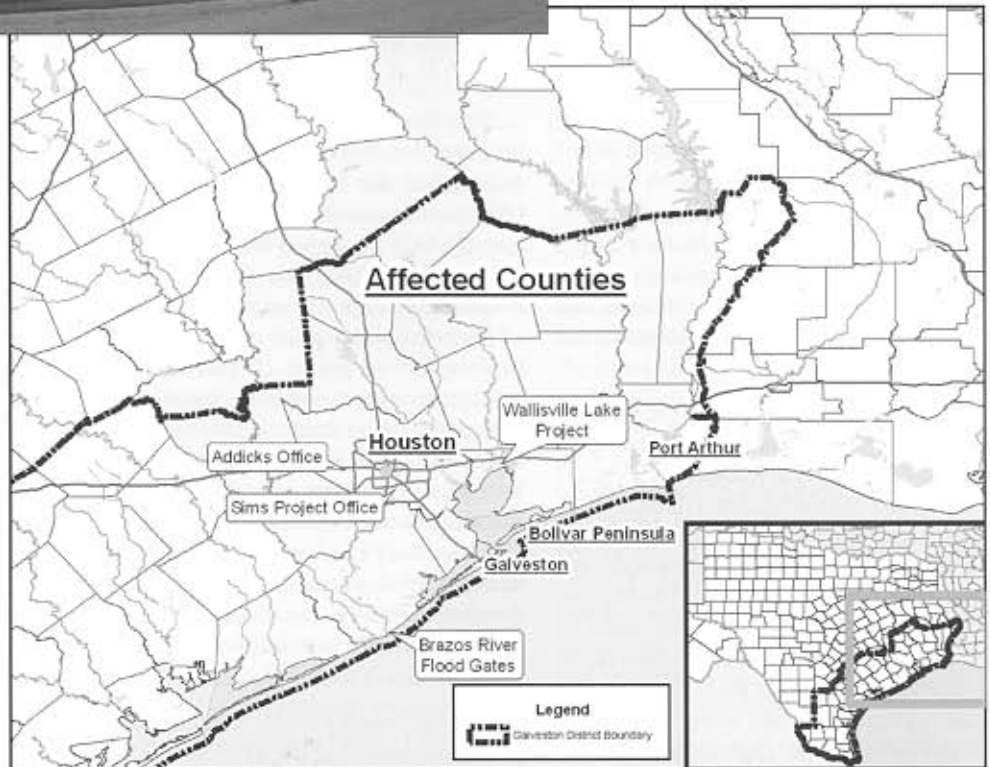 Affected Counties
Wallisville Lake
Project
Houston
Addicks Office
Port Arthur
Sims Project Office
Bolivar Peninsula
Galveston
Brazos River
Flood Gates
Legend
Galveston District Boundary